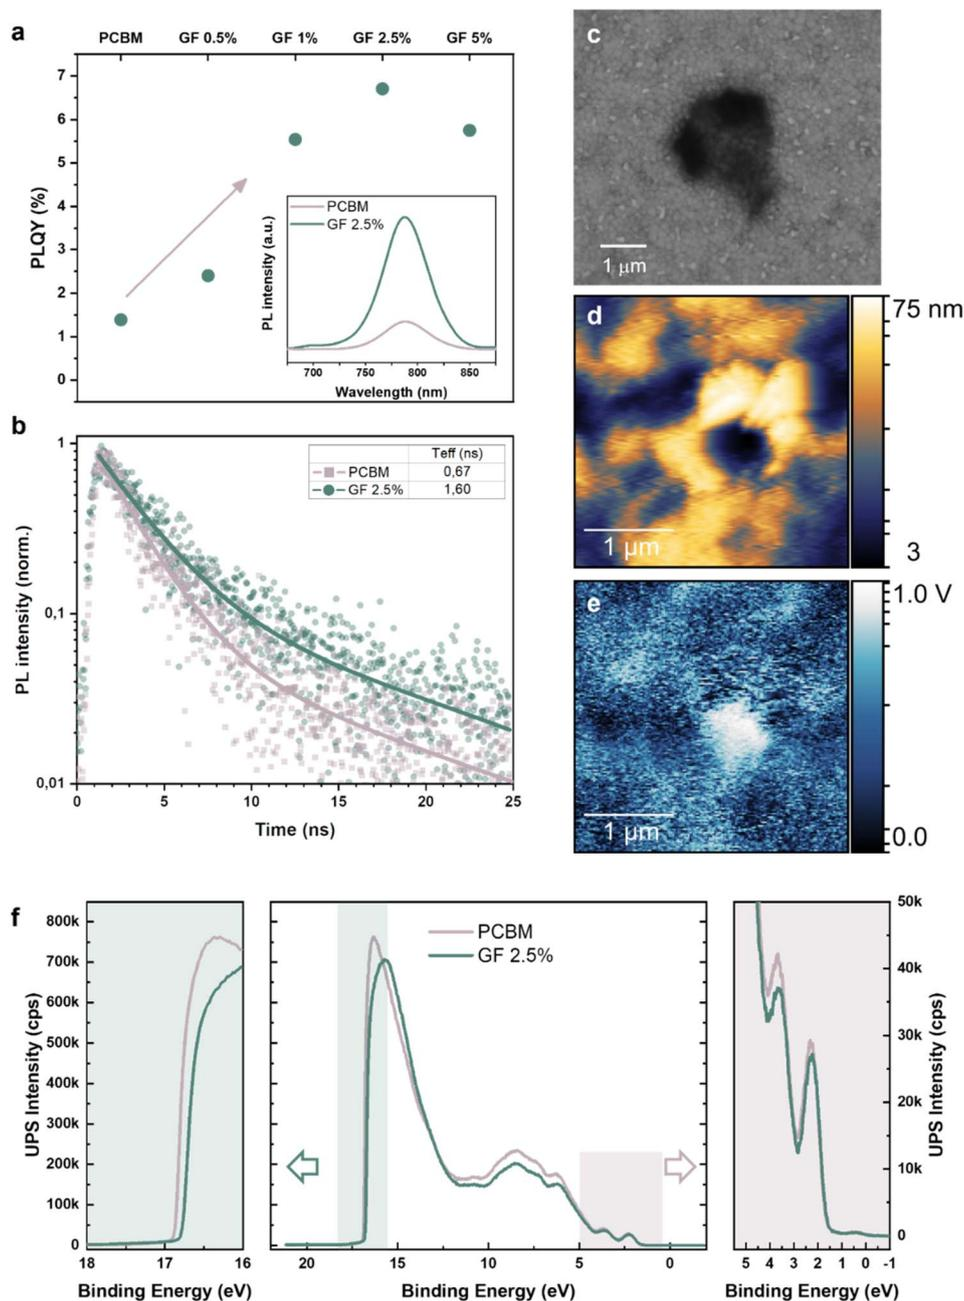 a
PCBM GF 0.5% GF 1% GF 2.5% GF 5%
7
6
5
4
3
2
1
0
PLQY (%)
PCBM
GF 2.5%
PL intensity (a.u.)
700 750 800 850
Wavelength (nm)
b
1
0,1
0,01
PL intensity (norm.)
Teff (ns)
PCBM 0,67
GF 2.5% 1,60
0 5 10 15 20 25
Time (ns)
c
1 μm
d
1 μm
75 nm
3
e
1 μm
1.0 V
0.0
f
800k
700k
600k
500k
400k
300k
200k
100k
0
UPS Intensity (cps)
18 17 16
Binding Energy (eV)
PCBM
GF 2.5%
20 15 10 5 0
Binding Energy (eV)
50k
40k
30k
20k
10k
0
UPS Intensity (cps)
5 4 3 2 1 0 -1
Binding Energy (eV)